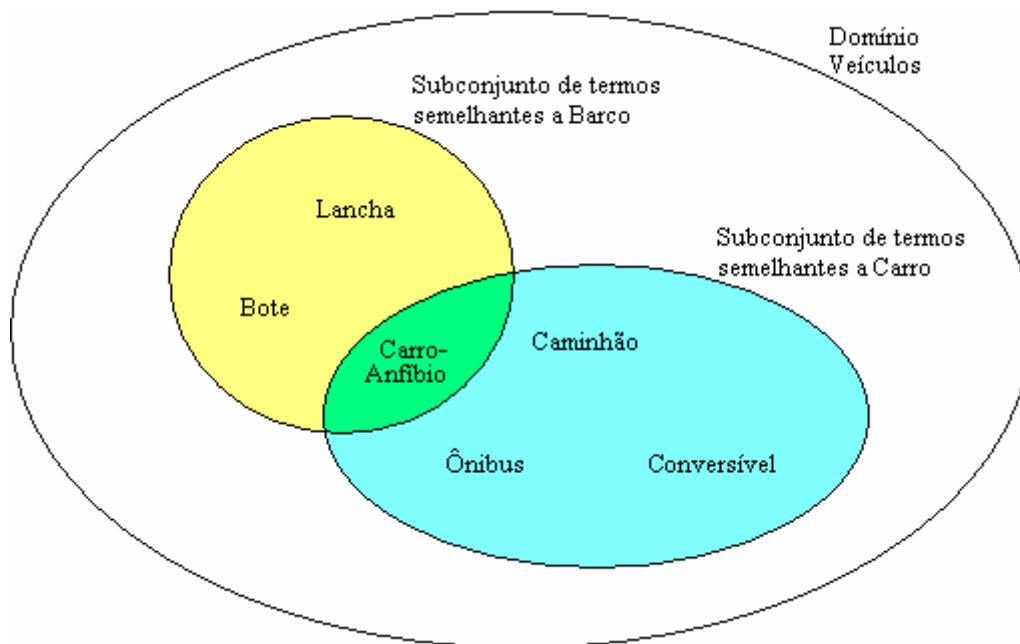 Domínio
Veículos
Subconjunto de termos
semelhantes a Barco
Lancha
Subconjunto de termos
semelhantes a Carro
Bote
Carro-
Anfíbio
Caminhão
Ônibus
Conversível